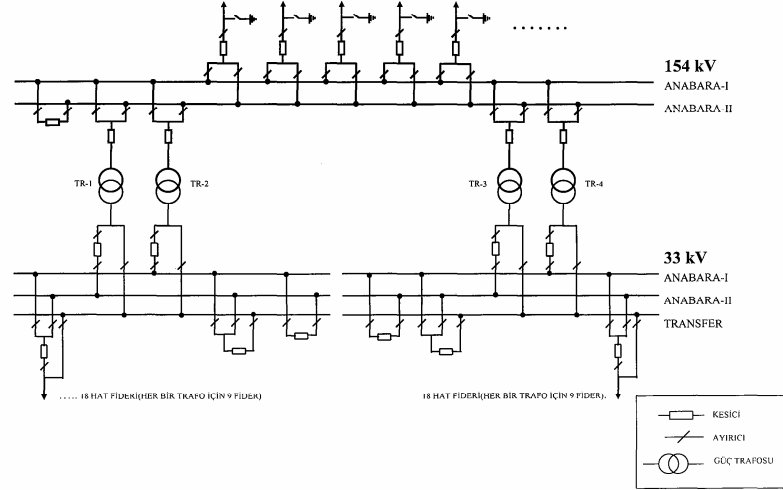 154 kV
ANABARA-I
ANABARA-II
TR-1
TR-2
TR-3
TR-4
33 kV
ANABARA-I
ANABARA-II
TRANSFER
..... 18 HAT FİDERİ(HER BİR TRAFO İÇİN 9 FİDER)
18 HAT FİDERİ(HER BİR TRAFO İÇİN 9 FİDER).
KESİCİ
AYIRICI
GÜÇ TRAFOSU